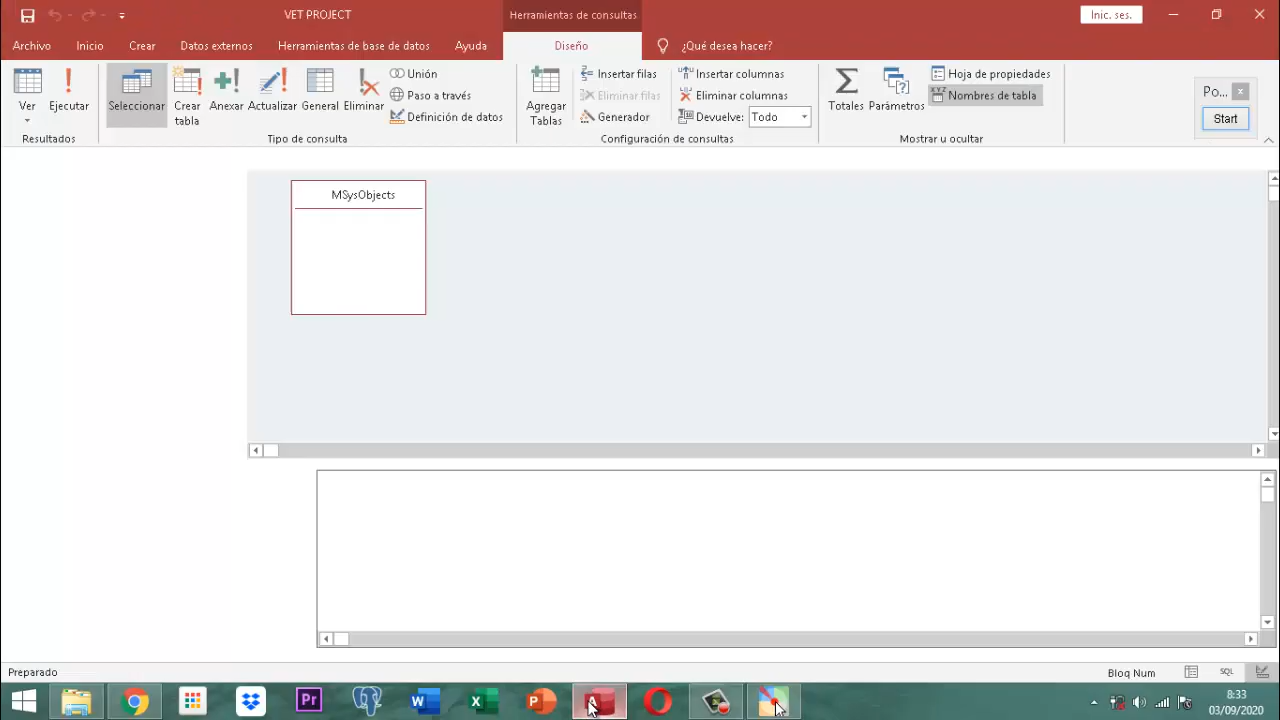 VET PROJECT
Herramientas de consultas
Inic. ses.
Archivo Inicio Crear Datos externos Herramientas de base de datos Ayuda Diseño ¿Qué desea hacer?
Ver
Ejecutar
Resultados
Seleccionar
Crear tabla
Anexar
Actualizar
General
Eliminar
Unión
Paso a través
Definición de datos
Tipo de consulta
Agregar Tablas
Insertar filas
Eliminar filas
Generador
Insertar columnas
Eliminar columnas
Devuelve: Todo
Configuración de consultas
Totales
Parámetros
Hoja de propiedades
Nombres de tabla
Mostrar u ocultar
Po...
Start
MSysObjects
Preparado
Bloq Num
SQL
8:33
03/09/2020